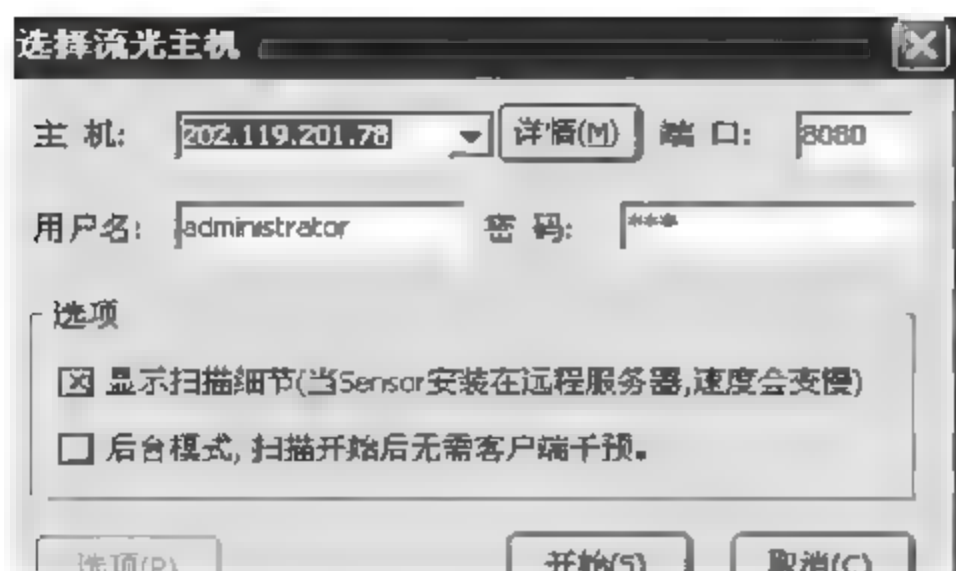 选择流光主机
主 机: 202.119.201.78 详情(M) 端 口: 8080
用户名: administrator 密 码: ***
选项
显示扫描细节(当Sensor安装在远程服务器,速度会变慢)
后台模式, 扫描开始后无需客户端干预。
选项(P) 开始(S) 取消(C)